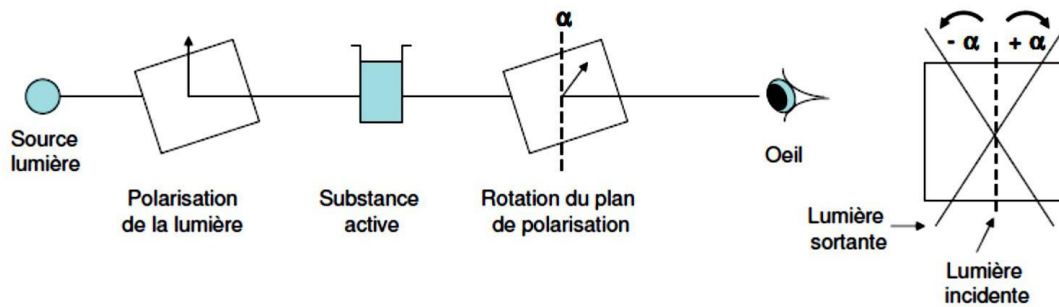 Source
lumière
Polarisation
de la lumière
Substance
active
α
Rotation du plan
de polarisation
Oeil
- α
+ α
Lumière
sortante
Lumière
incidente